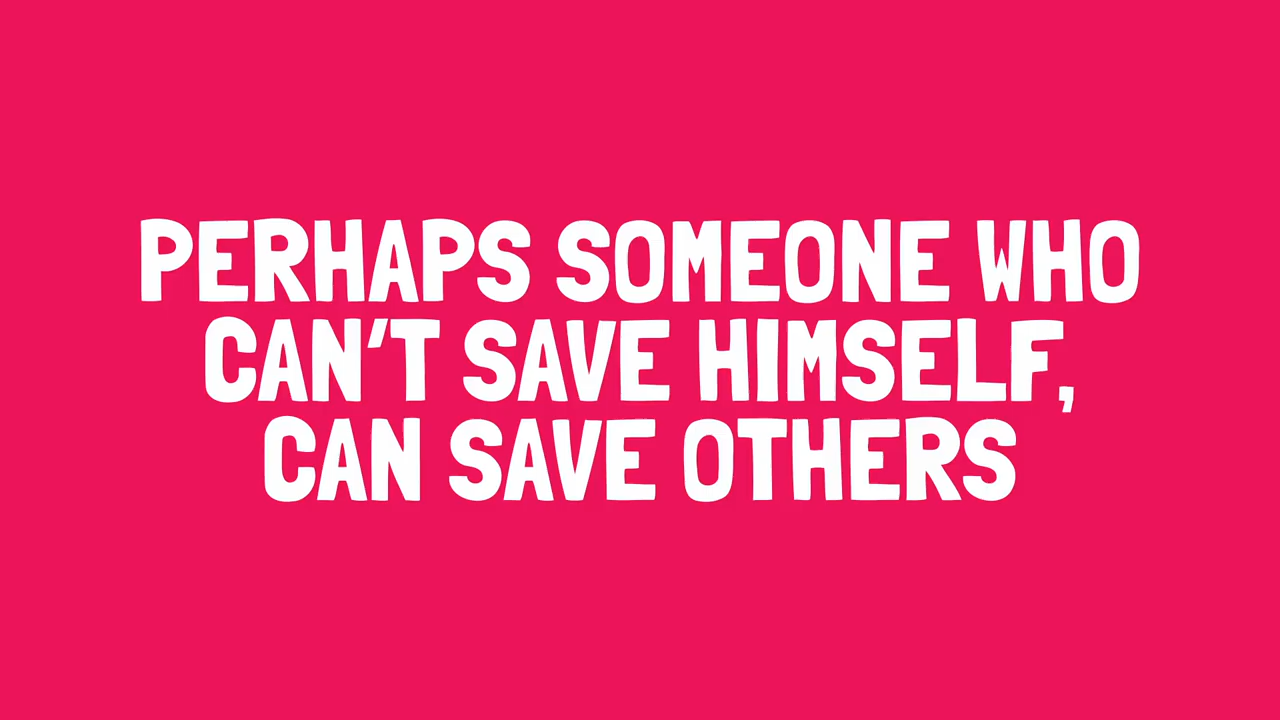 PERHAPS SOMEONE WHO
CAN'T SAVE HIMSELF,
CAN SAVE OTHERS